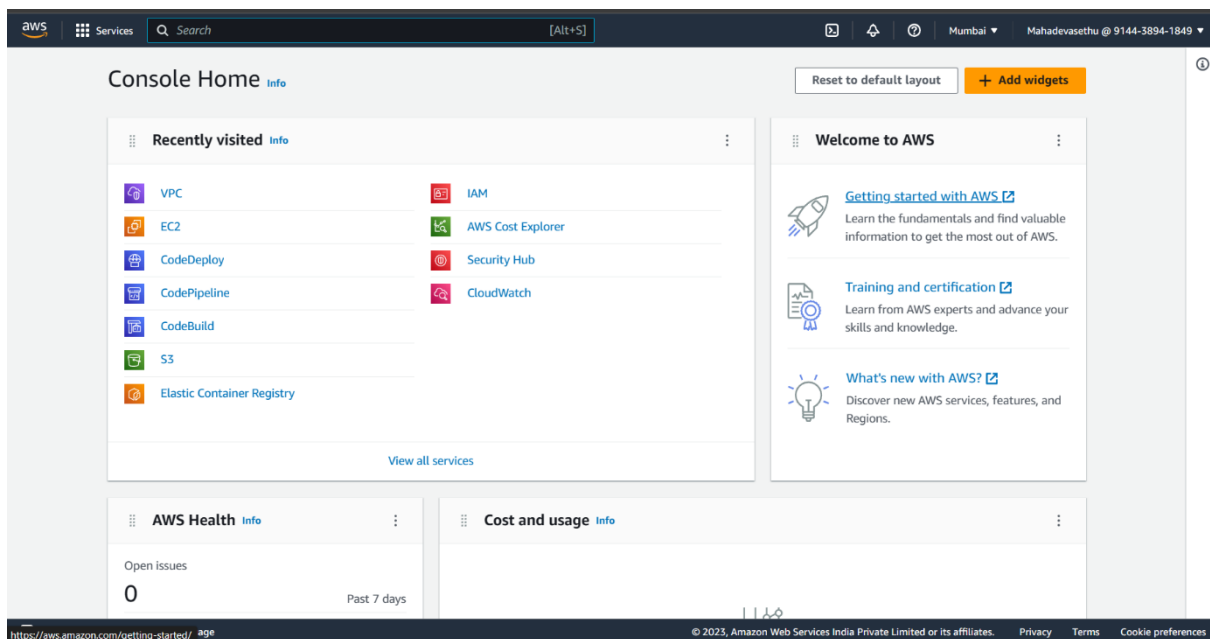 aws
Services
Search
[Alt+S]
Mumbai
Mahadevasethu @ 9144-3894-1849
Console Home Info
Reset to default layout
+ Add widgets
Recently visited Info
VPC
EC2
CodeDeploy
CodePipeline
CodeBuild
S3
Elastic Container Registry
IAM
AWS Cost Explorer
Security Hub
CloudWatch
View all services
Welcome to AWS
Getting started with AWS
Learn the fundamentals and find valuable
information to get the most out of AWS.
Training and certification
Learn from AWS experts and advance your
skills and knowledge.
What's new with AWS?
Discover new AWS services, features, and
Regions.
AWS Health Info
Open issues
0
Past 7 days
Cost and usage Info
https://aws.amazon.com/getting-started/
age
© 2023, Amazon Web Services India Private Limited or its affiliates.
Privacy
Terms
Cookie preferences